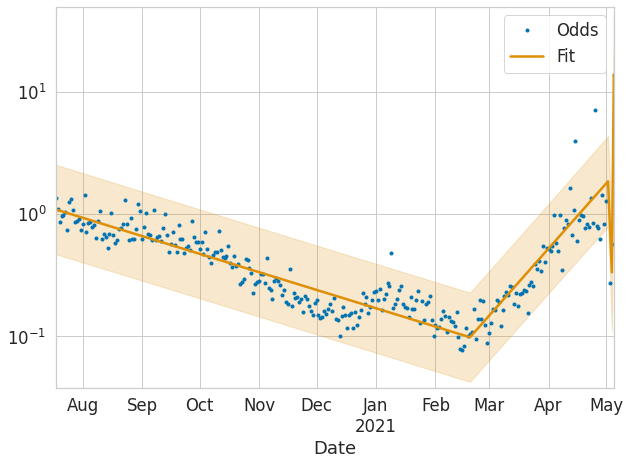 Odds
Fit
10¹
10⁰
10⁻¹
Aug Sep Oct Nov Dec Jan Feb Mar Apr May
2021
Date